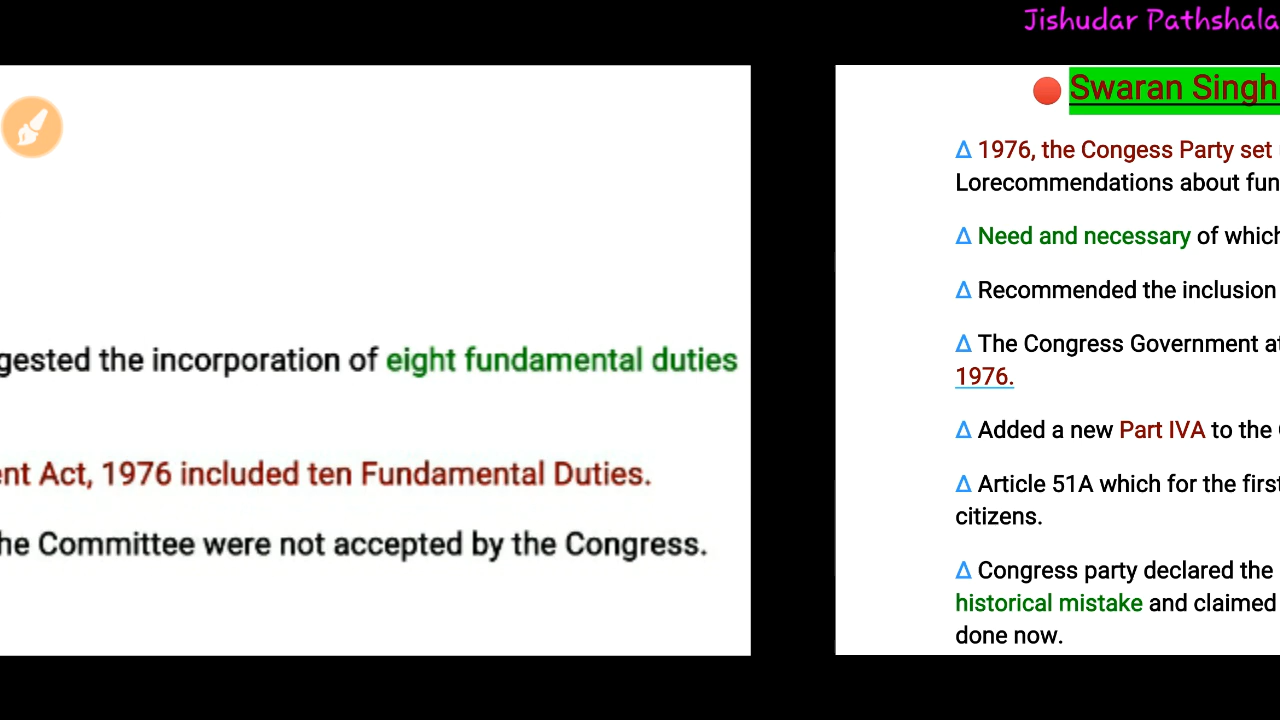 Jishudar Pathshala
gested the incorporation of eight fundamental duties
nt Act, 1976 included ten Fundamental Duties.
he Committee were not accepted by the Congress.
Swaran Singh
Δ 1976, the Congess Party set
Lorecommendations about fun
Δ Need and necessary of which
Δ Recommended the inclusion
Δ The Congress Government at
1976.
Δ Added a new Part IVA to the
Δ Article 51A which for the first
citizens.
Δ Congress party declared the
historical mistake and claimed
done now.